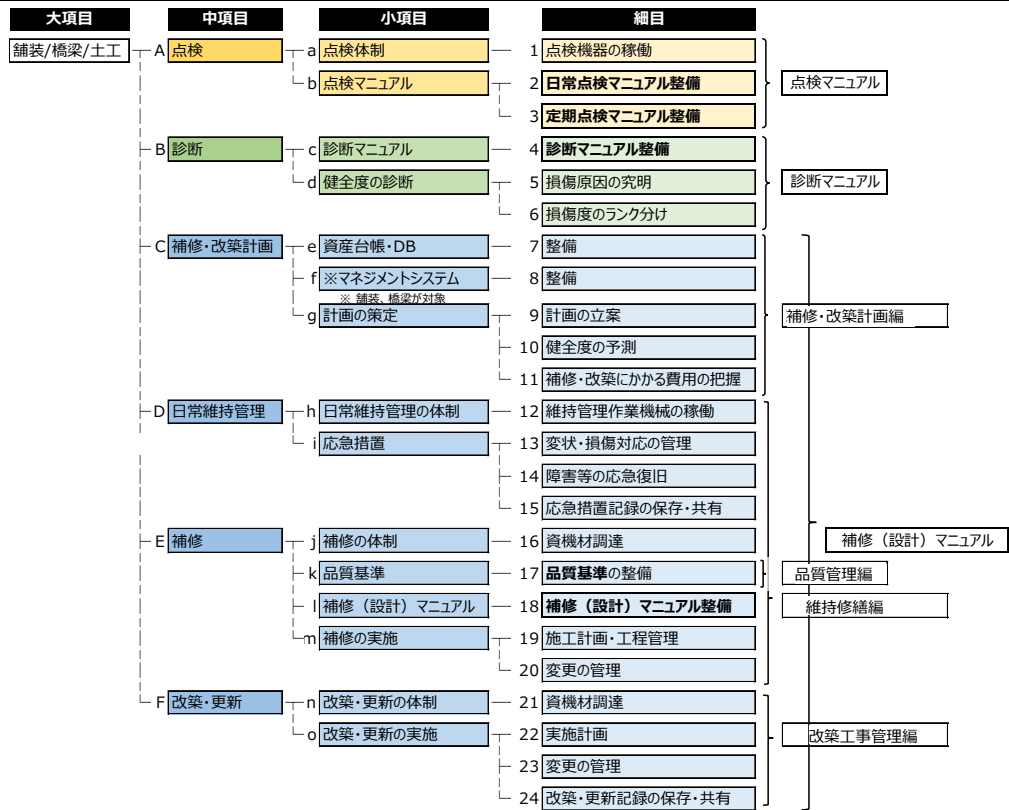 大項目 中項目 小項目 細目
舗装/橋梁/土工 A 点検 a 点検体制 1 点検機器の稼働
b 点検マニュアル 2 日常点検マニュアル整備 点検マニュアル
3 定期点検マニュアル整備
B 診断 c 診断マニュアル 4 診断マニュアル整備
d 健全度の診断 5 損傷原因の究明 診断マニュアル
6 損傷度のランク分け
C 補修・改築計画 e 資産台帳・DB 7 整備
f ※マネジメントシステム 8 整備
※ 舗装、橋梁が対象
g 計画の策定 9 計画の立案 補修・改築計画編
10 健全度の予測
11 補修・改築にかかる費用の把握
D 日常維持管理 h 日常維持管理の体制 12 維持管理作業機械の稼働
i 応急措置 13 変状・損傷対応の管理
14 障害等の応急復旧
15 応急措置記録の保存・共有
E 補修 j 補修の体制 16 資機材調達 補修（設計）マニュアル
k 品質基準 17 品質基準の整備 品質管理編
l 補修（設計）マニュアル 18 補修（設計）マニュアル整備 維持修繕編
m 補修の実施 19 施工計画・工程管理
20 変更の管理
F 改築・更新 n 改築・更新の体制 21 資機材調達
o 改築・更新の実施 22 実施計画 改築工事管理編
23 変更の管理
24 改築・更新記録の保存・共有